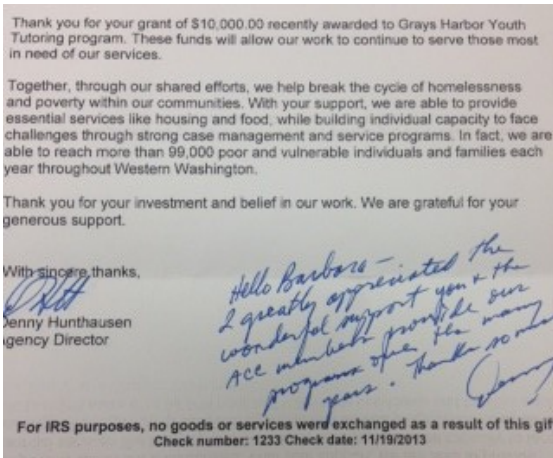 Thank you for your grant of $10,000.00 recently awarded to Grays Harbor Youth
Tutoring program. These funds will allow our work to continue to serve those most
in need of our services.
Together, through our shared efforts, we help break the cycle of homelessness
and poverty within our communities. With your support, we are able to provide
essential services like housing and food, while building individual capacity to face
challenges through strong case management and service programs. In fact, we are
able to reach more than 99,000 poor and vulnerable individuals and families each
year throughout Western Washington.
Thank you for your investment and belief in our work. We are grateful for your
generous support.
With sincere thanks,
Denny Hunthausen
Agency Director
Hello Barbara –
I greatly appreciated the
wonderful support you & the
ACC members provide our
programs over the many
years. Thanks so much
Denny
For IRS purposes, no goods or services were exchanged as a result of this gif
Check number: 1233 Check date: 11/19/2013